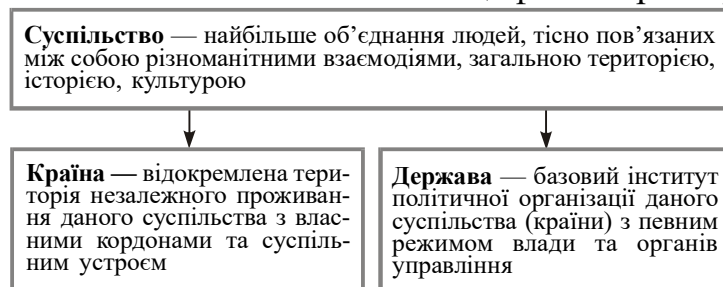 Суспільство — найбільше об’єднання людей, тісно пов’язаних
між собою різноманітними взаємодіями, загальною територією,
історією, культурою
Країна — відокремлена тери-
торія незалежного проживан-
ня даного суспільства з влас-
ними кордонами та суспіль-
ним устроєм
Держава — базовий інститут
політичної організації даного
суспільства (країни) з певним
режимом влади та органів
управління